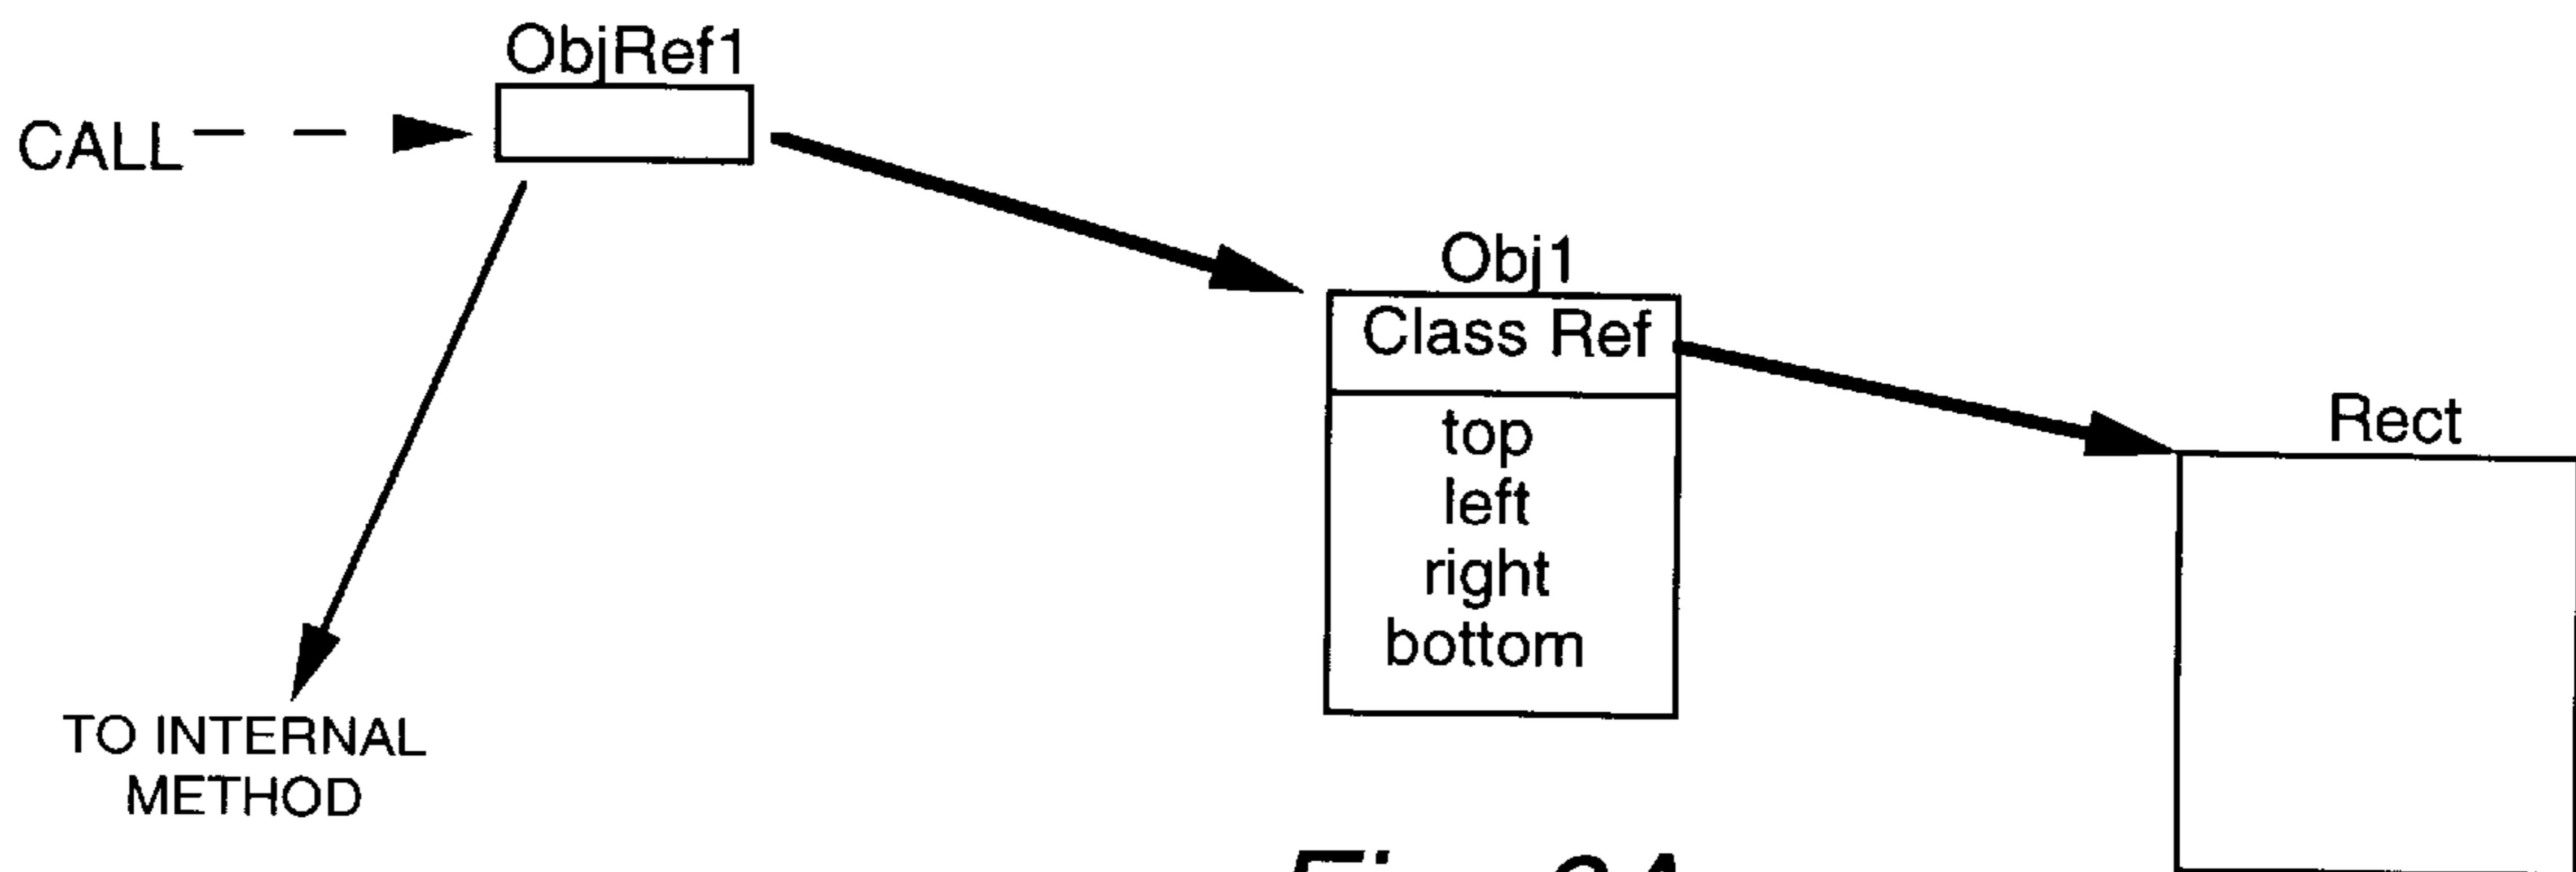 ObjRef1
CALL
Obj1
Class Ref
top
left
right
bottom
Rect
TO INTERNAL
METHOD